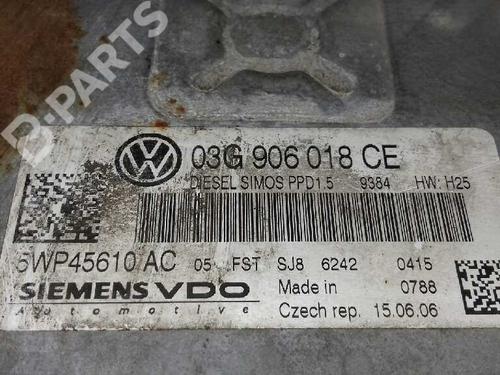 B-PARTS
03G 906 018 CE
DIESEL SIMOS PPD1.5 9384 HW: H25
5WP45610 AC 05 FST SJ8 6242 0415
SIEMENS VDO Made in 0788
Automotive Czech rep. 15.06.06